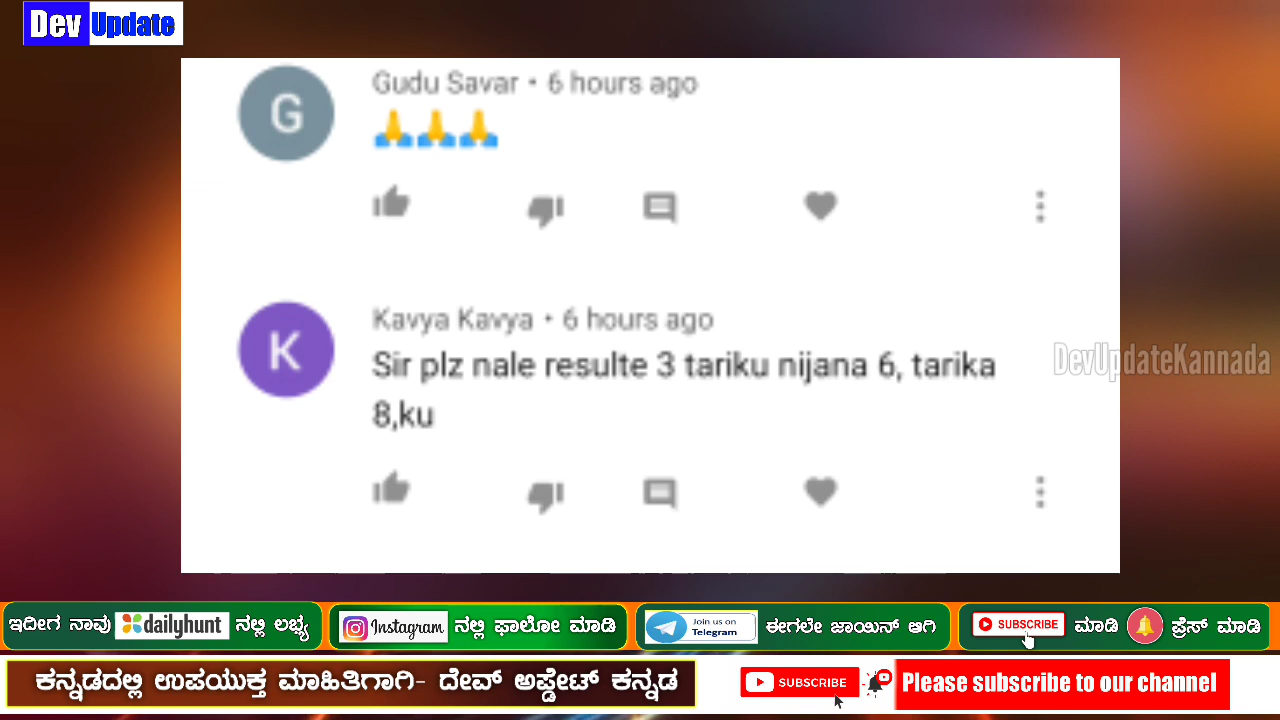 Dev Update
Gudu Savar • 6 hours ago
🙏🙏🙏
Kavya Kavya • 6 hours ago
Sir plz nale resulte 3 tariku nijana 6, tarika
8,ku
DevUpdateKannada
ಇದೀಗ ನಾವು dailyhunt ನಲ್ಲಿ ಲಭ್ಯ
Instagram ನಲ್ಲಿ ಫಾಲೋ ಮಾಡಿ
Join us on
Telegram
ಈಗಲೇ ಜಾಯಿನ್ ಆಗಿ
SUBSCRIBE ಮಾಡಿ ಪ್ರೆಸ್ ಮಾಡಿ
ಕನ್ನಡದಲ್ಲಿ ಉಪಯುಕ್ತ ಮಾಹಿತಿಗಾಗಿ- ದೇವ್ ಅಪ್ಡೇಟ್ ಕನ್ನಡ
SUBSCRIBE
Please subscribe to our channel